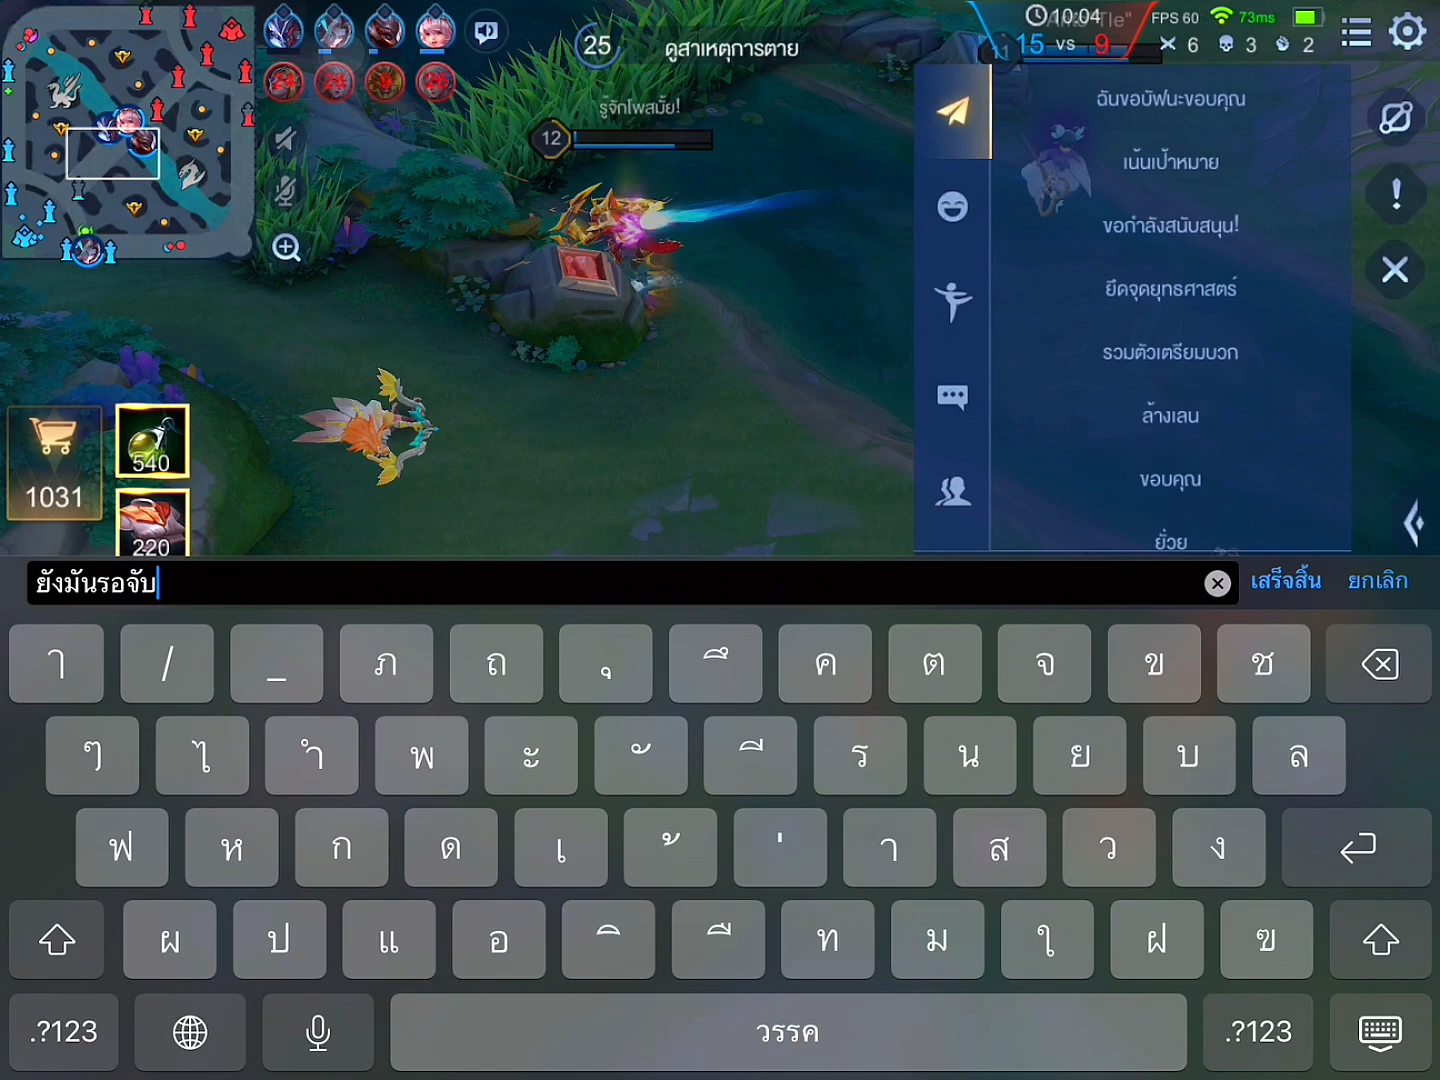 10:04
FPS 60
73ms
15 vs 9
6
3
2
25
ดูสาเหตุการตาย
รู้จักโพสมั้ย!
12
ฉันขอบัฟนะขอบคุณ
เน้นเป้าหมาย
ขอกำลังสนับสนุน!
ยึดจุดยุทธศาสตร์
รวมตัวเตรียมบวก
ล้างเลน
ขอบคุณ
ยั่วย
1031
540
220
ยังมันรอจับ
เสร็จสิ้น
ยกเลิก
ๅ / _ ภ ถ ุ ึ ค ต จ ข ช
ๆ ไ ำ พ ะ ั ี ร น ย บ ล
ฟ ห ก ด เ ้ ่ า ส ว ง
ผ ป แ อ ิ ื ท ม ใ ฝ ฃ
.?123
วรรค
.?123